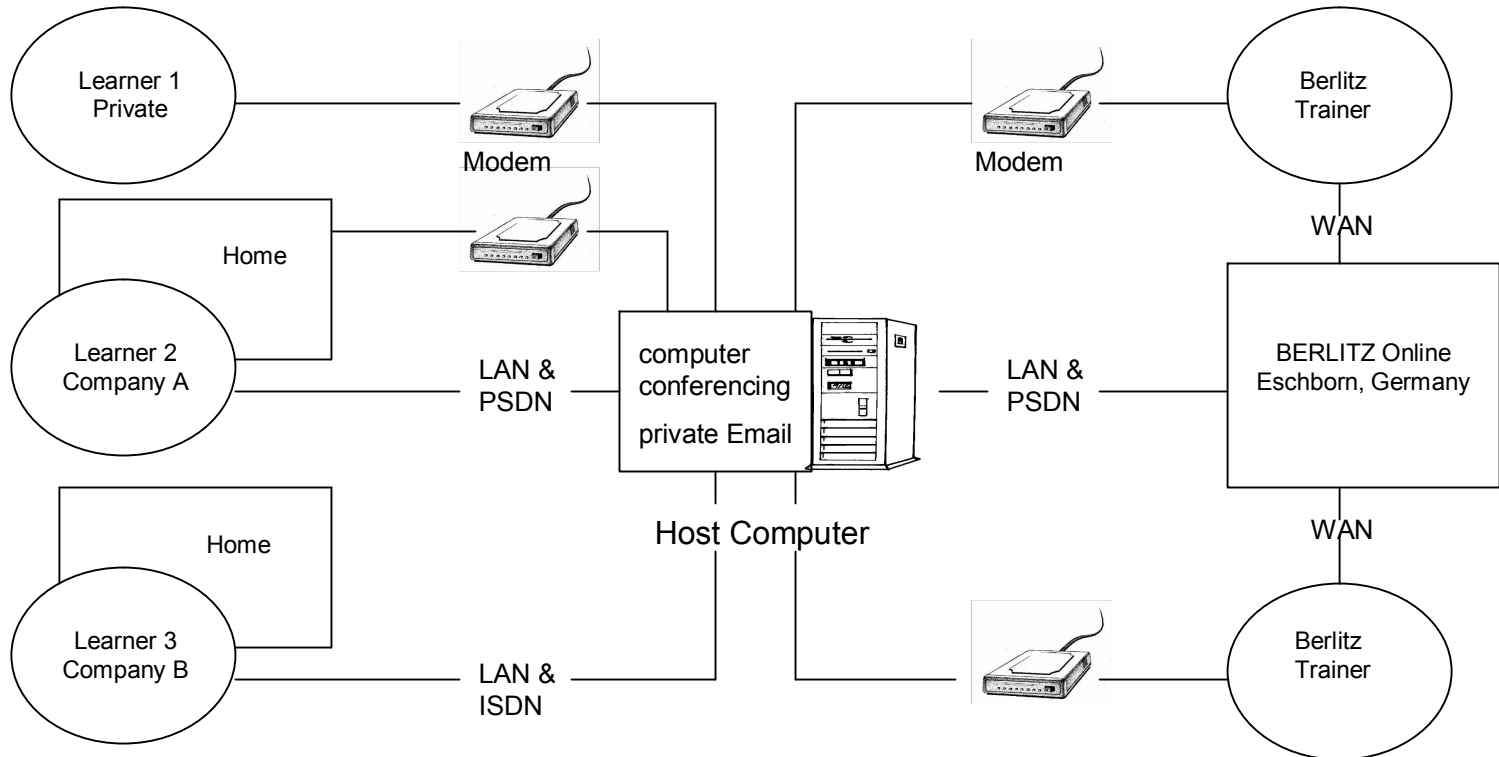 Learner 1
Private
Modem
Modem
Berlitz
Trainer
Home
WAN
Learner 2
Company A
LAN &
PSDN
computer
conferencing
private Email
LAN &
PSDN
BERLITZ Online
Eschborn, Germany
Host Computer
Home
WAN
Learner 3
Company B
LAN &
ISDN
Berlitz
Trainer